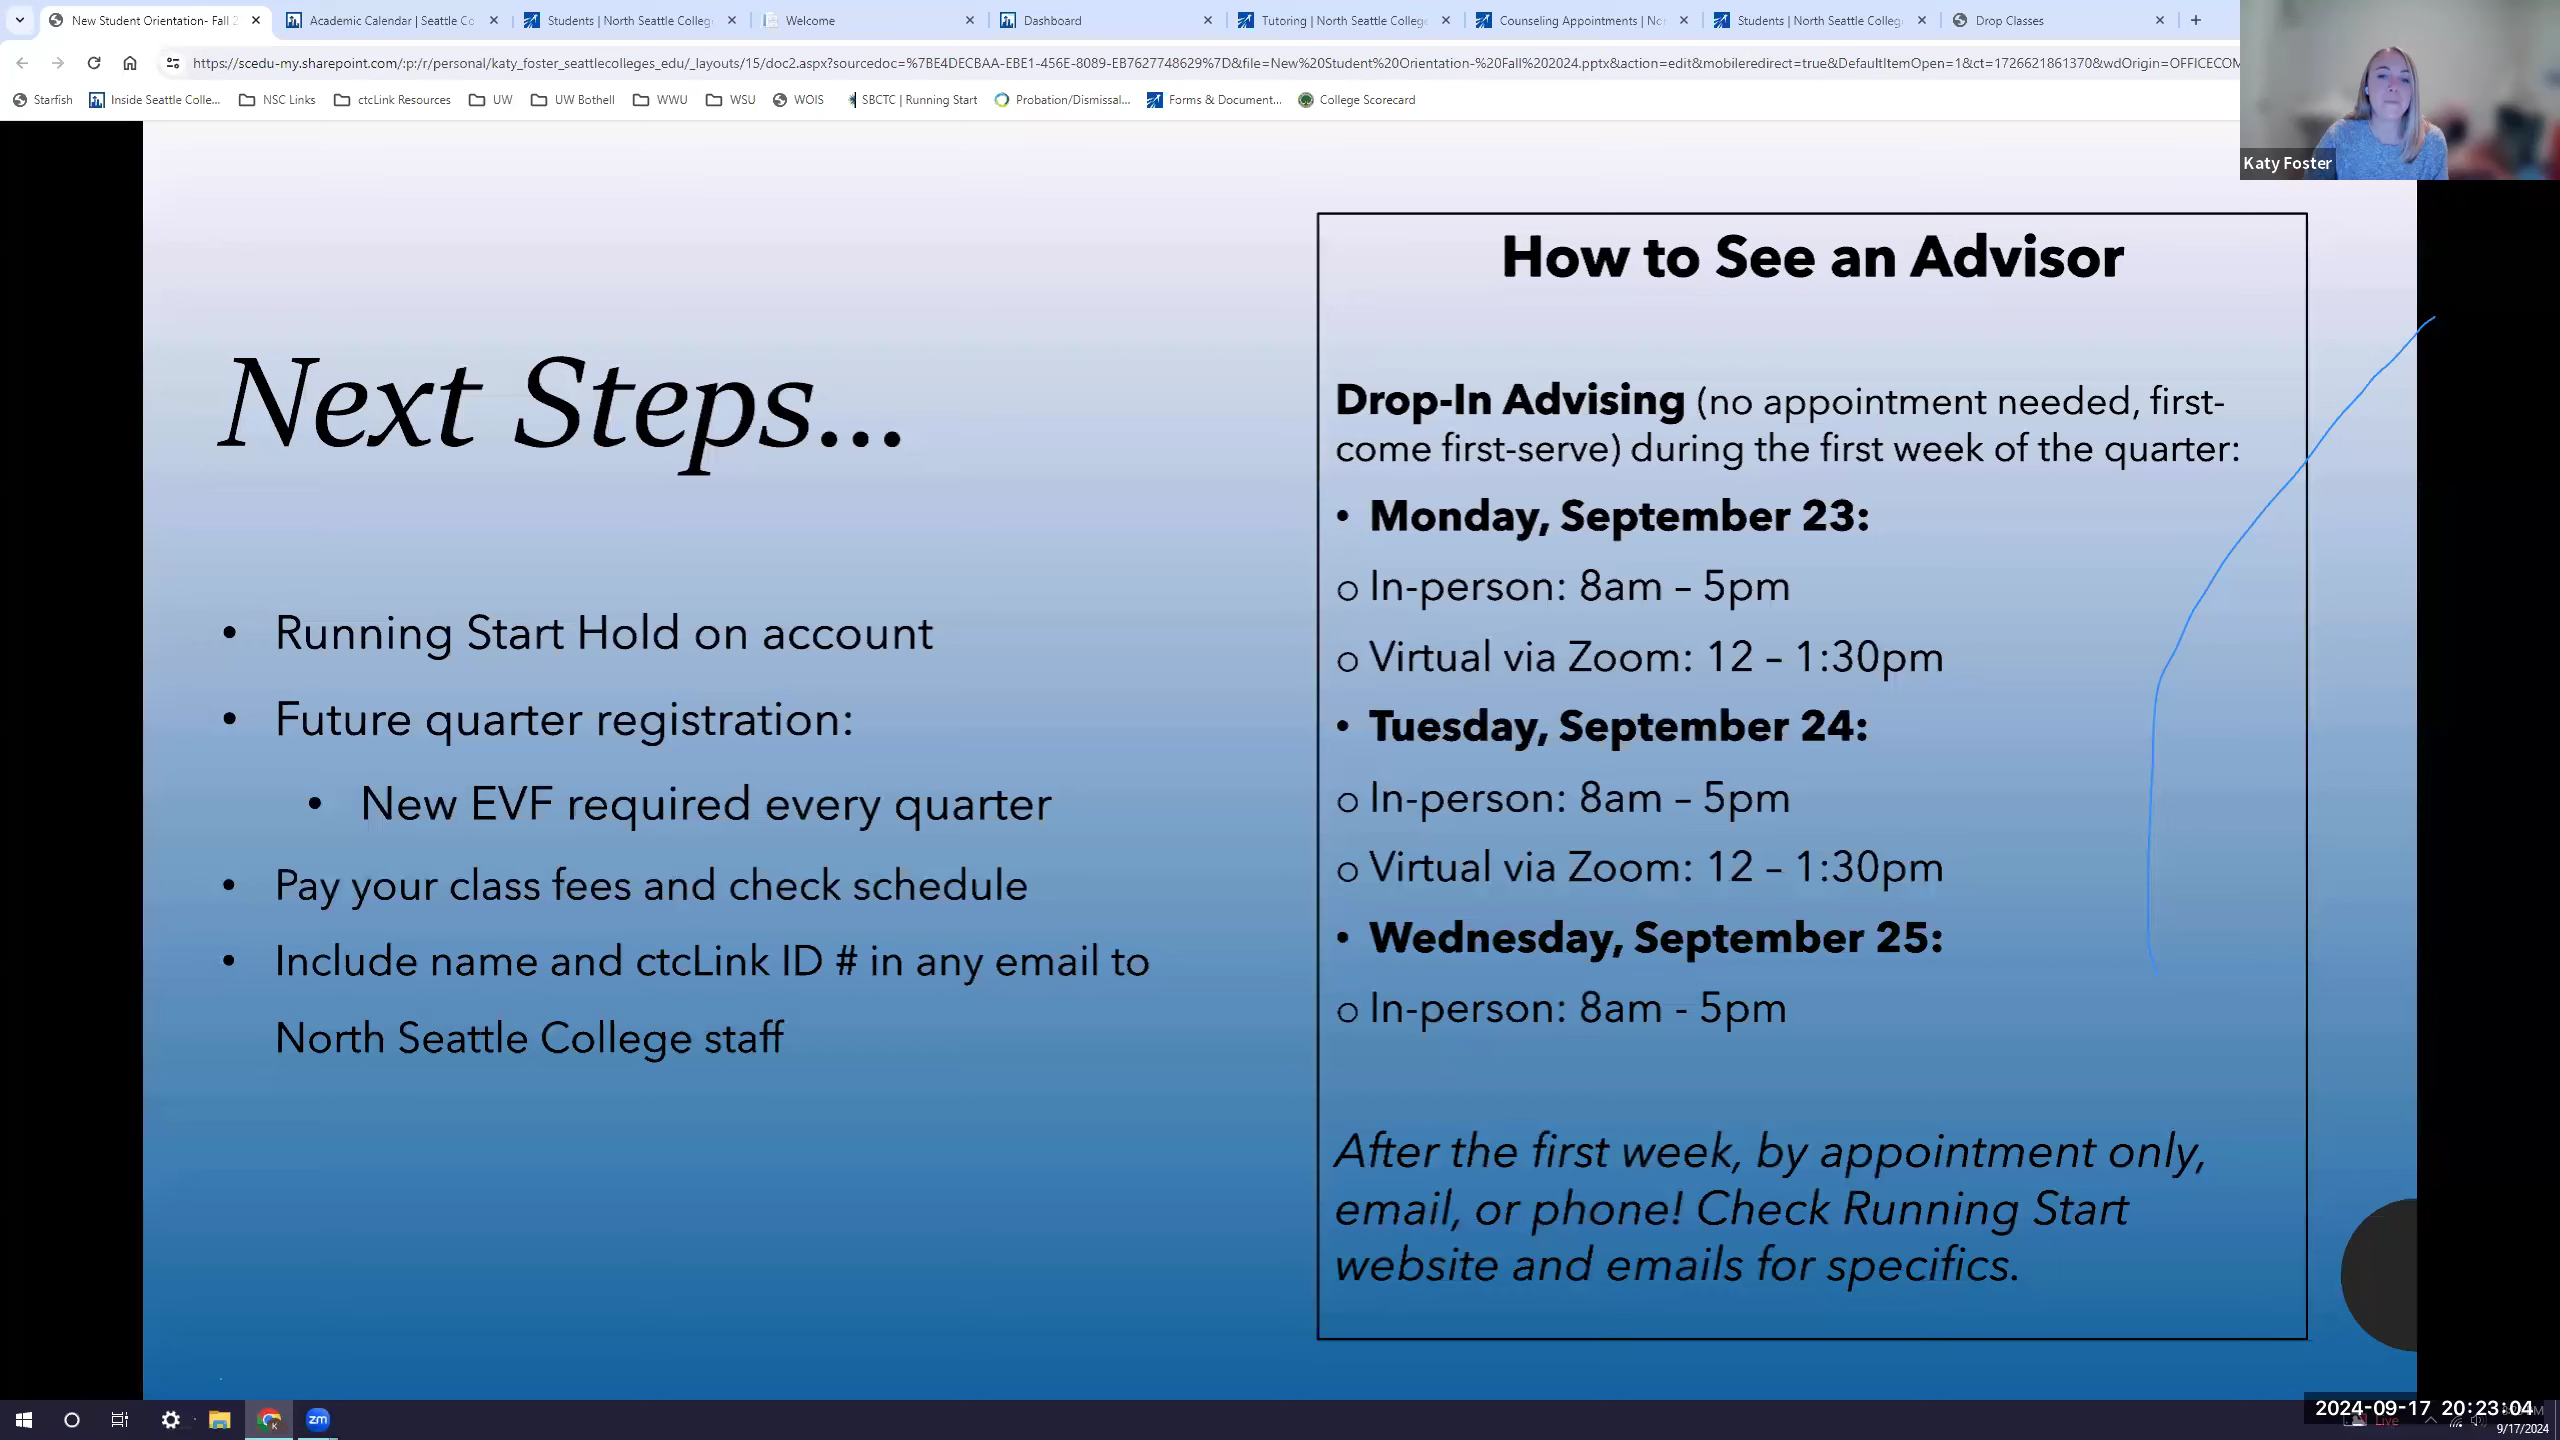 New Student Orientation- Fall 2
Academic Calendar | Seattle Co
Students | North Seattle Colleg
Welcome
Dashboard
Tutoring | North Seattle College
Counseling Appointments | No
Students | North Seattle Colleg
Drop Classes
https://scedu-my.sharepoint.com/:p:/r/personal/katy_foster_seattlecolleges_edu/_layouts/15/doc2.aspx?sourcedoc=%7BE4DECBAA-EBE1-456E-8089-EB7627748629%7D&file=New%20Student%20Orientation-%20Fall%202024.pptx&action=edit&mobileredirect=true&DefaultItemOpen=1&ct=1726621861370&wdOrigin=OFFICECOM
Starfish
Inside Seattle Colle...
NSC Links
ctcLink Resources
UW
UW Bothell
WWU
WSU
WOIS
SBCTC | Running Start
Probation/Dismissal...
Forms & Document...
College Scorecard
Katy Foster
Next Steps...
• Running Start Hold on account
• Future quarter registration:
• New EVF required every quarter
• Pay your class fees and check schedule
• Include name and ctcLink ID # in any email to
North Seattle College staff
How to See an Advisor
Drop-In Advising (no appointment needed, first-
come first-serve) during the first week of the quarter:
• Monday, September 23:
o In-person: 8am – 5pm
o Virtual via Zoom: 12 – 1:30pm
• Tuesday, September 24:
o In-person: 8am – 5pm
o Virtual via Zoom: 12 – 1:30pm
• Wednesday, September 25:
o In-person: 8am - 5pm
After the first week, by appointment only,
email, or phone! Check Running Start
website and emails for specifics.
zm
2024-09-17 20:23:04
Live
9/17/2024